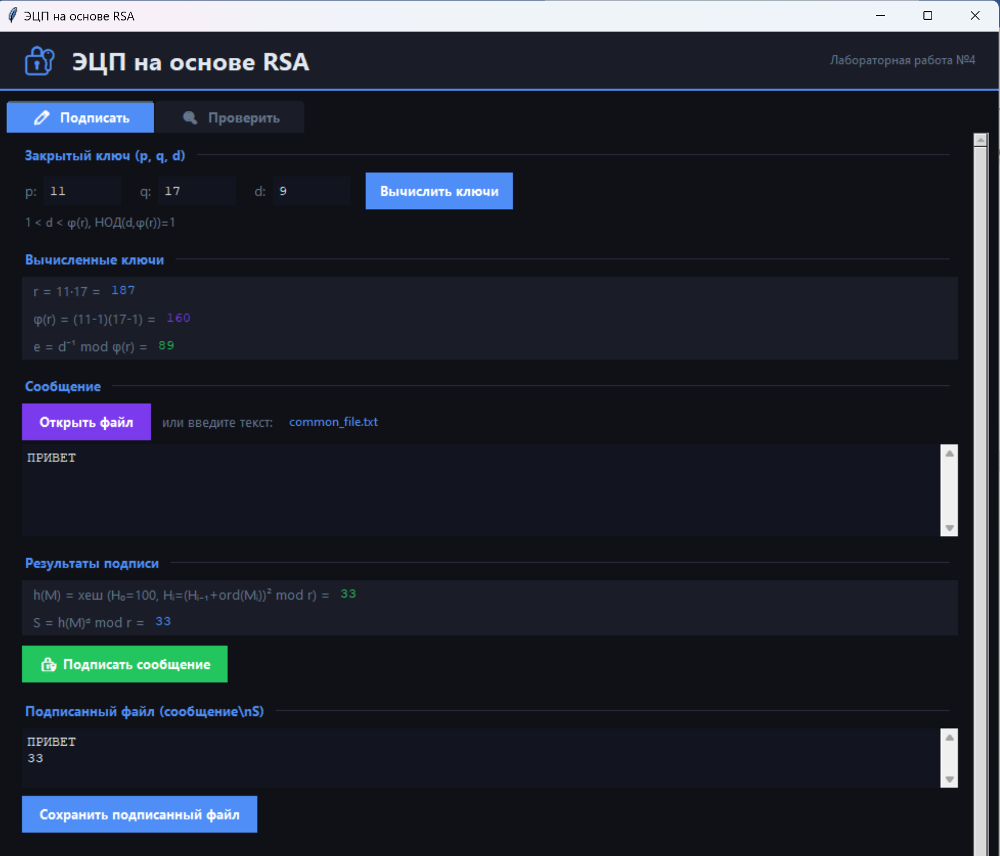 ЭЦП на основе RSA
ЭЦП на основе RSA
Лабораторная работа №4
Подписать
Проверить
Закрытый ключ (p, q, d)
p: 11 q: 17 d: 9 Вычислить ключи
1 < d < φ(r), НОД(d,φ(r))=1
Вычисленные ключи
r = 11·17 = 187
φ(r) = (11-1)(17-1) = 160
e = d⁻¹ mod φ(r) = 89
Сообщение
Открыть файл или введите текст: common_file.txt
ПРИВЕТ
Результаты подписи
h(M) = хеш (H₀=100, Hᵢ=(Hᵢ₋₁+ord(Mᵢ))² mod r) = 33
S = h(M)ᵈ mod r = 33
Подписать сообщение
Подписанный файл (сообщение\nS)
ПРИВЕТ
33
Сохранить подписанный файл